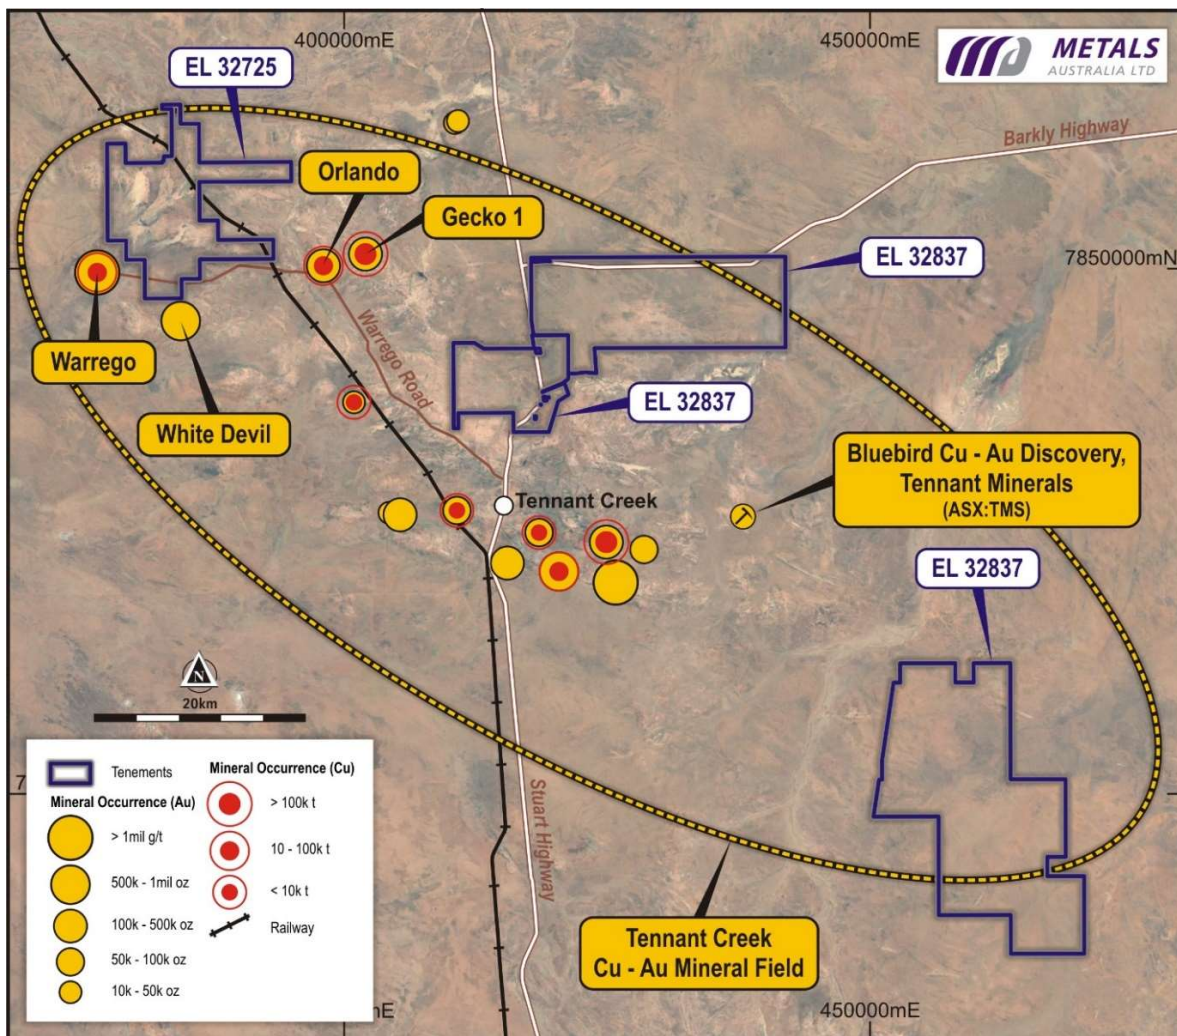 400000mE
450000mE
METALS
AUSTRALIA LTD
EL 32725
Barkly Highway
Orlando
Gecko 1
EL 32837
7850000mN
Warrego
Warrego Road
White Devil
EL 32837
Bluebird Cu - Au Discovery,
Tennant Minerals
(ASX:TMS)
Tennant Creek
EL 32837
N
20km
Stuart Highway
Tenements
Mineral Occurrence (Au)
> 1mil g/t
500k - 1mil oz
100k - 500k oz
50k - 100k oz
10k - 50k oz
Mineral Occurrence (Cu)
> 100k t
10 - 100k t
< 10k t
Railway
7
Tennant Creek
Cu - Au Mineral Field
400000mE
450000mE